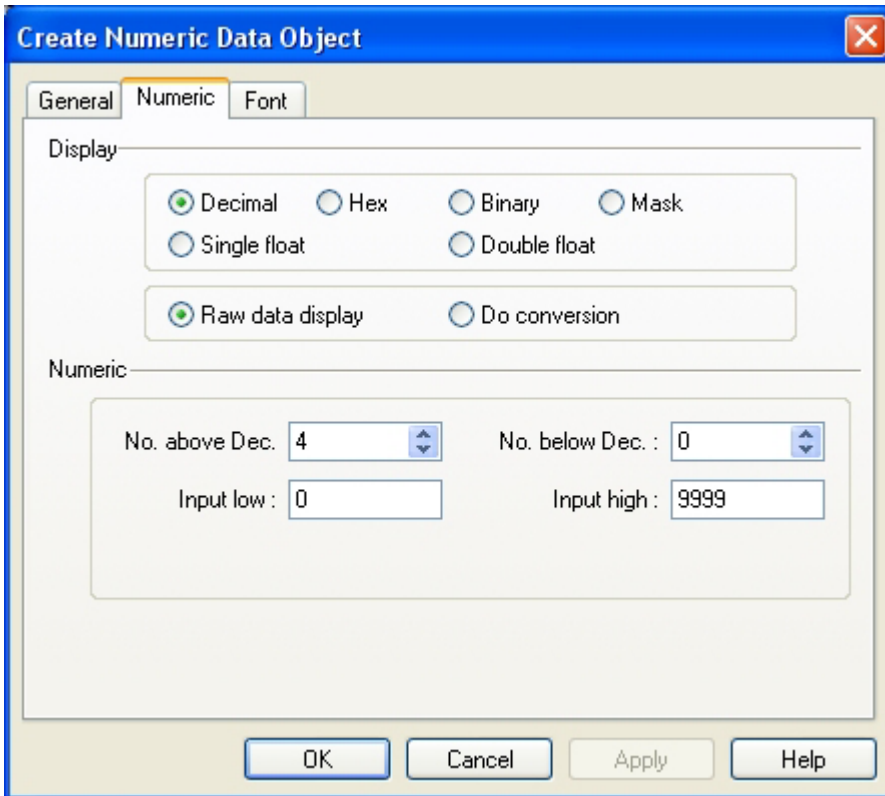 Create Numeric Data Object
General Numeric Font
Display
Decimal Hex Binary Mask
Single float Double float
Raw data display Do conversion
Numeric
No. above Dec. 4 No. below Dec. : 0
Input low : 0 Input high : 9999
OK Cancel Apply Help